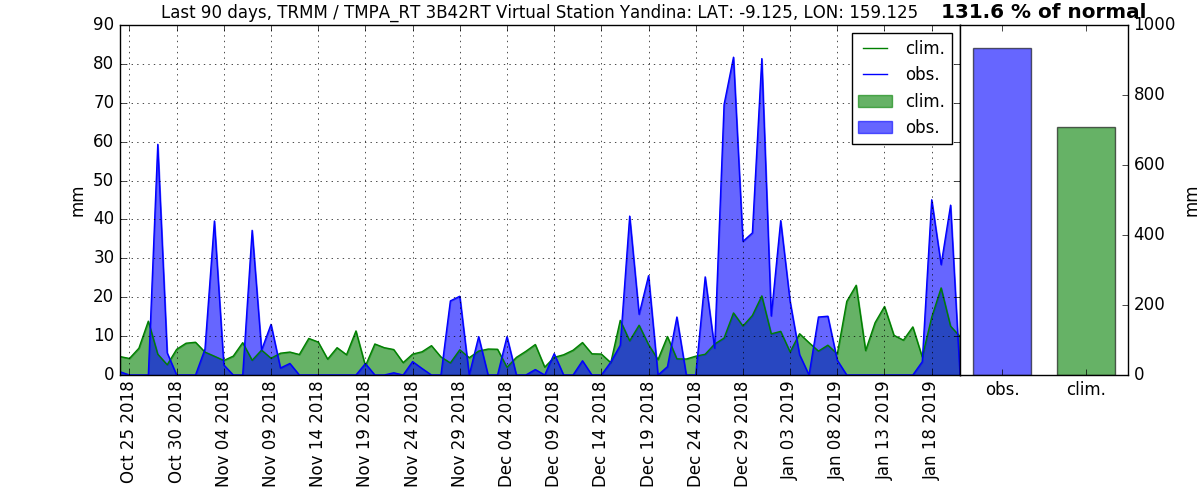 Last 90 days, TRMM / TMPA_RT 3B42RT Virtual Station Yandina: LAT: -9.125, LON: 159.125
131.6 % of normal
90
80
70
60
50
40
30
20
10
0
mm
clim.
obs.
clim.
obs.
1000
800
600
400
200
0
mm
obs.
clim.
Oct 25 2018
Oct 30 2018
Nov 04 2018
Nov 09 2018
Nov 14 2018
Nov 19 2018
Nov 24 2018
Nov 29 2018
Dec 04 2018
Dec 09 2018
Dec 14 2018
Dec 19 2018
Dec 24 2018
Dec 29 2018
Jan 03 2019
Jan 08 2019
Jan 13 2019
Jan 18 2019